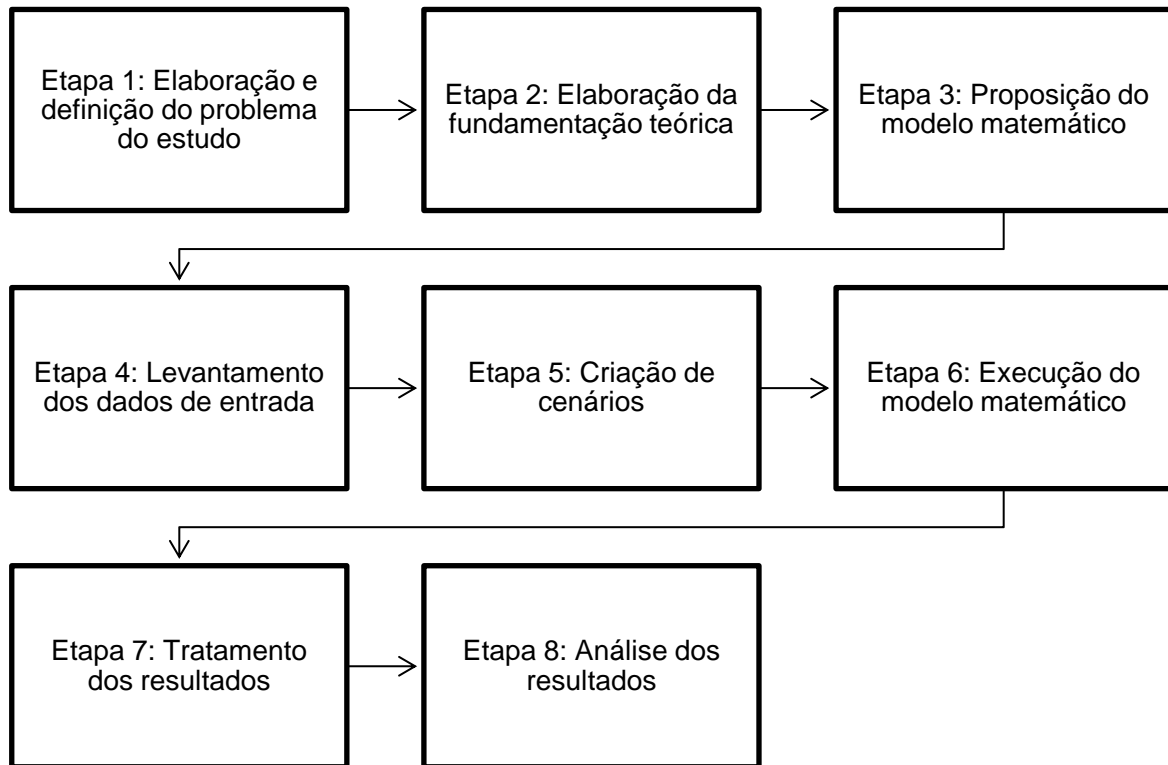 Etapa 1: Elaboração e
definição do problema
do estudo
Etapa 2: Elaboração da
fundamentação teórica
Etapa 3: Proposição do
modelo matemático
Etapa 4: Levantamento
dos dados de entrada
Etapa 5: Criação de
cenários
Etapa 6: Execução do
modelo matemático
Etapa 7: Tratamento
dos resultados
Etapa 8: Análise dos
resultados